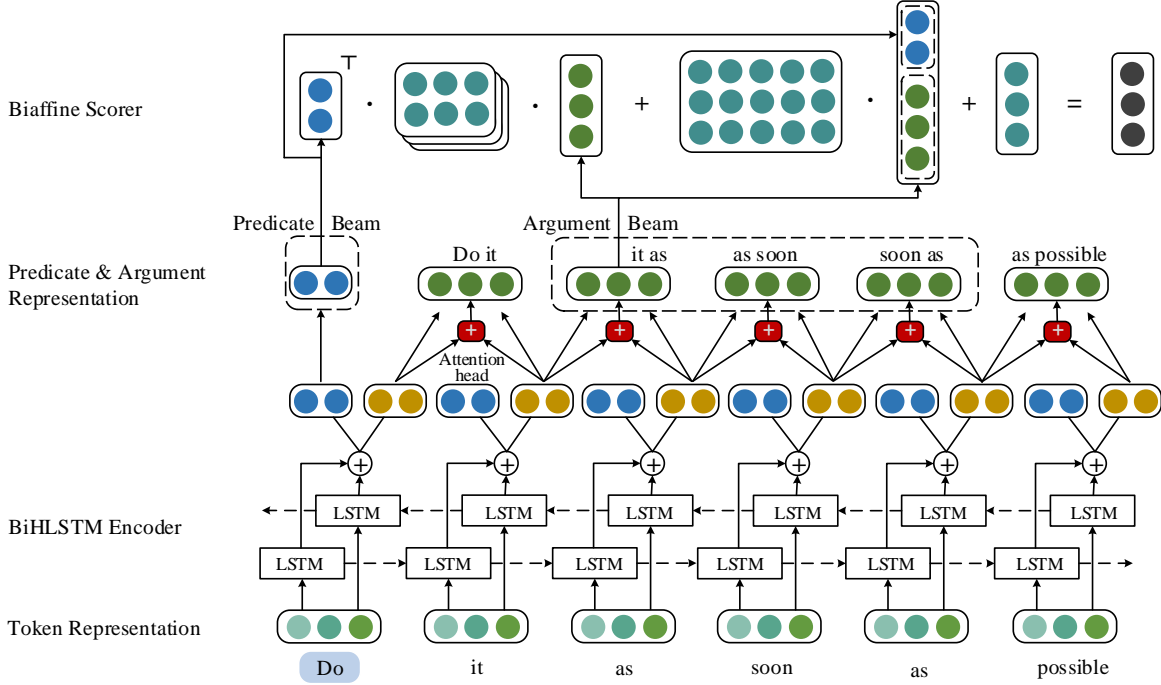 ⊤
Biaffine Scorer
· · + · + =
Predicate Beam
Argument Beam
Predicate & Argument
Representation
Do it
it as
as soon
soon as
as possible
+ + + + +
Attention
head
+ + + + + +
BiHLSTM Encoder
LSTM LSTM LSTM LSTM LSTM LSTM
LSTM LSTM LSTM LSTM LSTM LSTM
Token Representation
Do it as soon as possible